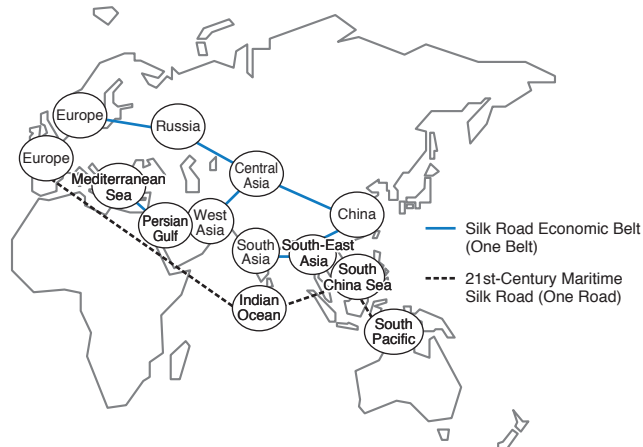 Europe
Russia
Europe
Mediterranean
Sea
Central
Asia
Persian
Gulf
West
Asia
China
South
Asia
South-East
Asia
South
China Sea
Indian
Ocean
South
Pacific
Silk Road Economic Belt
(One Belt)
21st-Century Maritime
Silk Road (One Road)